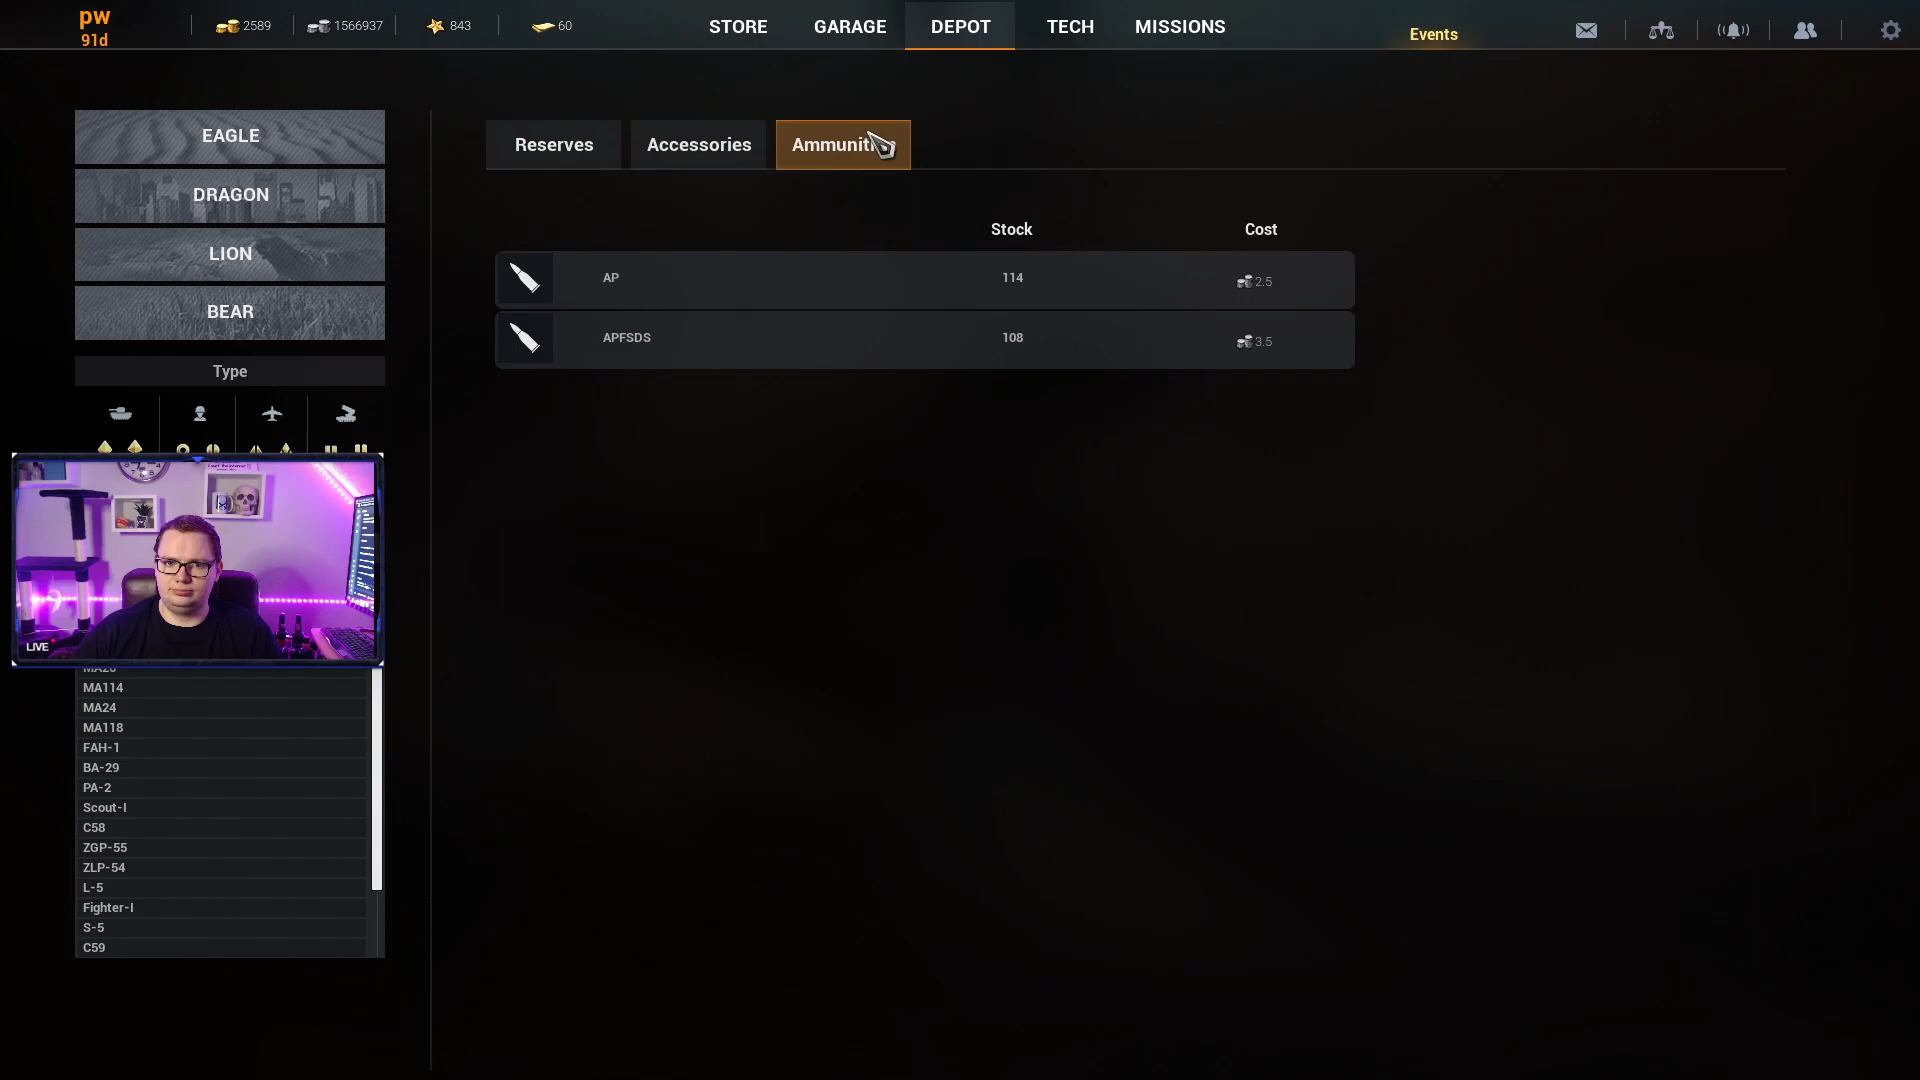 pw
91d
2589
1566937
843
60
STORE
GARAGE
DEPOT
TECH
MISSIONS
Events
EAGLE
DRAGON
LION
BEAR
Type
Reserves
Accessories
Stock
Cost
AP
114
2.5
APFSDS
108
3.5
LIVE
MA114
MA24
MA118
FAH-1
BA-29
PA-2
Scout-I
C58
ZGP-55
ZLP-54
L-5
Fighter-I
S-5
C59